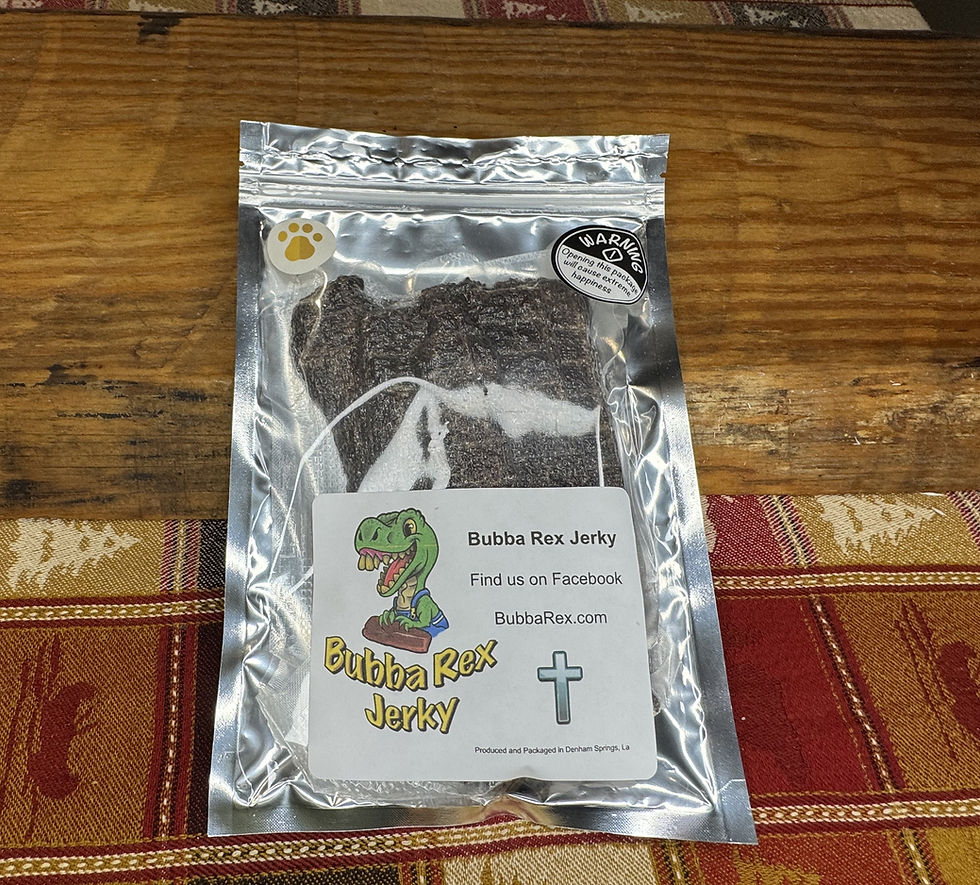 WARNING
Opening this package
will cause extreme
happiness
Bubba Rex Jerky
Find us on Facebook
BubbaRex.com
Bubba Rex
Jerky
Produced and Packaged in Denham Springs, La